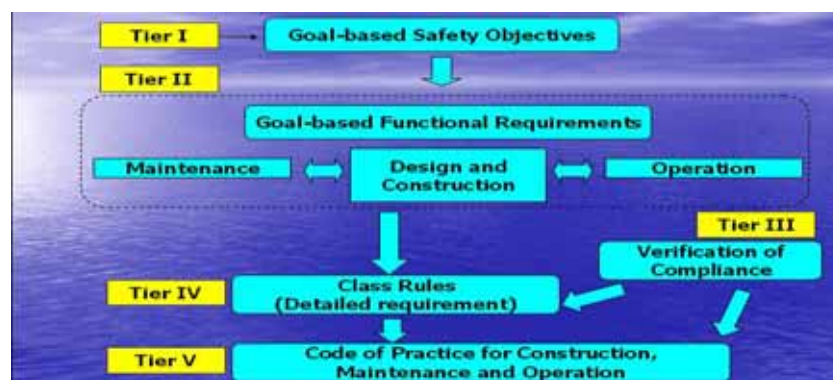 Tier I
Goal-based Safety Objectives
Tier II
Goal-based Functional Requirements
Maintenance
Design and
Construction
Operation
Tier III
Verification of
Compliance
Tier IV
Class Rules
(Detailed requirement)
Tier V
Code of Practice for Construction,
Maintenance and Operation